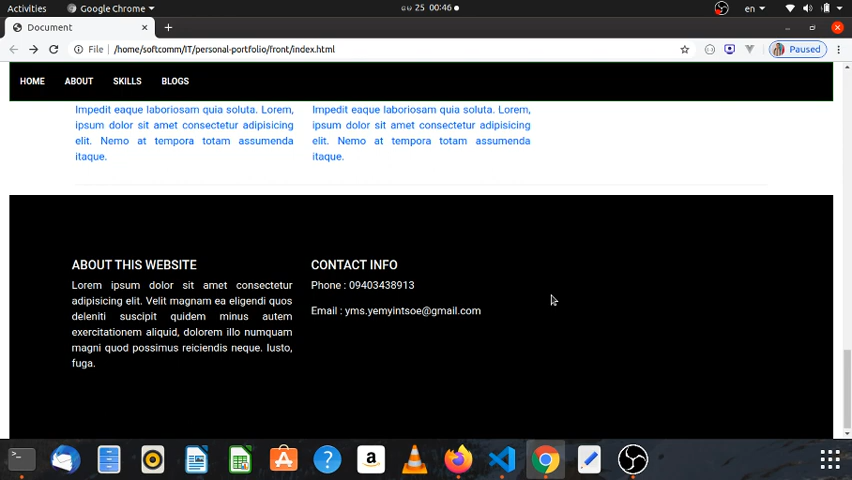 Activities
Google Chrome
ဇူ 25 00:46
en
Document
File
/home/softcomm/IT/personal-portfolio/front/index.html
Paused
HOME
ABOUT
SKILLS
BLOGS
Impedit eaque laboriosam quia soluta. Lorem,
ipsum dolor sit amet consectetur adipisicing
elit. Nemo at tempora totam assumenda
itaque.
Impedit eaque laboriosam quia soluta. Lorem,
ipsum dolor sit amet consectetur adipisicing
elit. Nemo at tempora totam assumenda
itaque.
ABOUT THIS WEBSITE
Lorem ipsum dolor sit amet consectetur
adipisicing elit. Velit magnam ea eligendi quos
deleniti suscipit quidem minus autem
exercitationem aliquid, dolorem illo numquam
magni quod possimus reiciendis neque. Iusto,
fuga.
CONTACT INFO
Phone : 09403438913
Email : yms.yemyintsoe@gmail.com